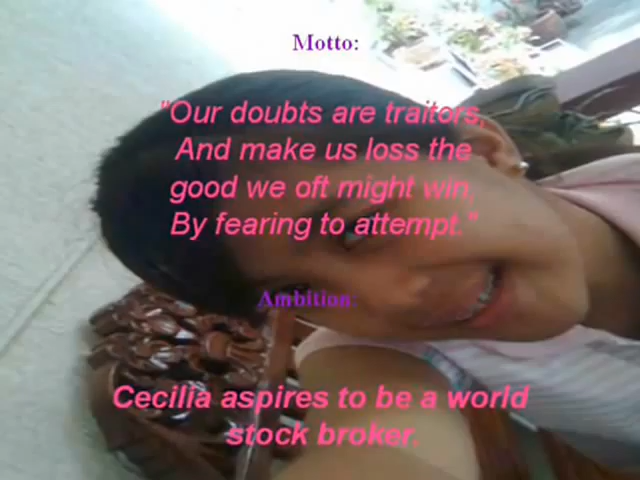 Motto:
"Our doubts are traitors,
And make us loss the
good we oft might win,
By fearing to attempt."
Ambition:
Cecilia aspires to be a world
stock broker.